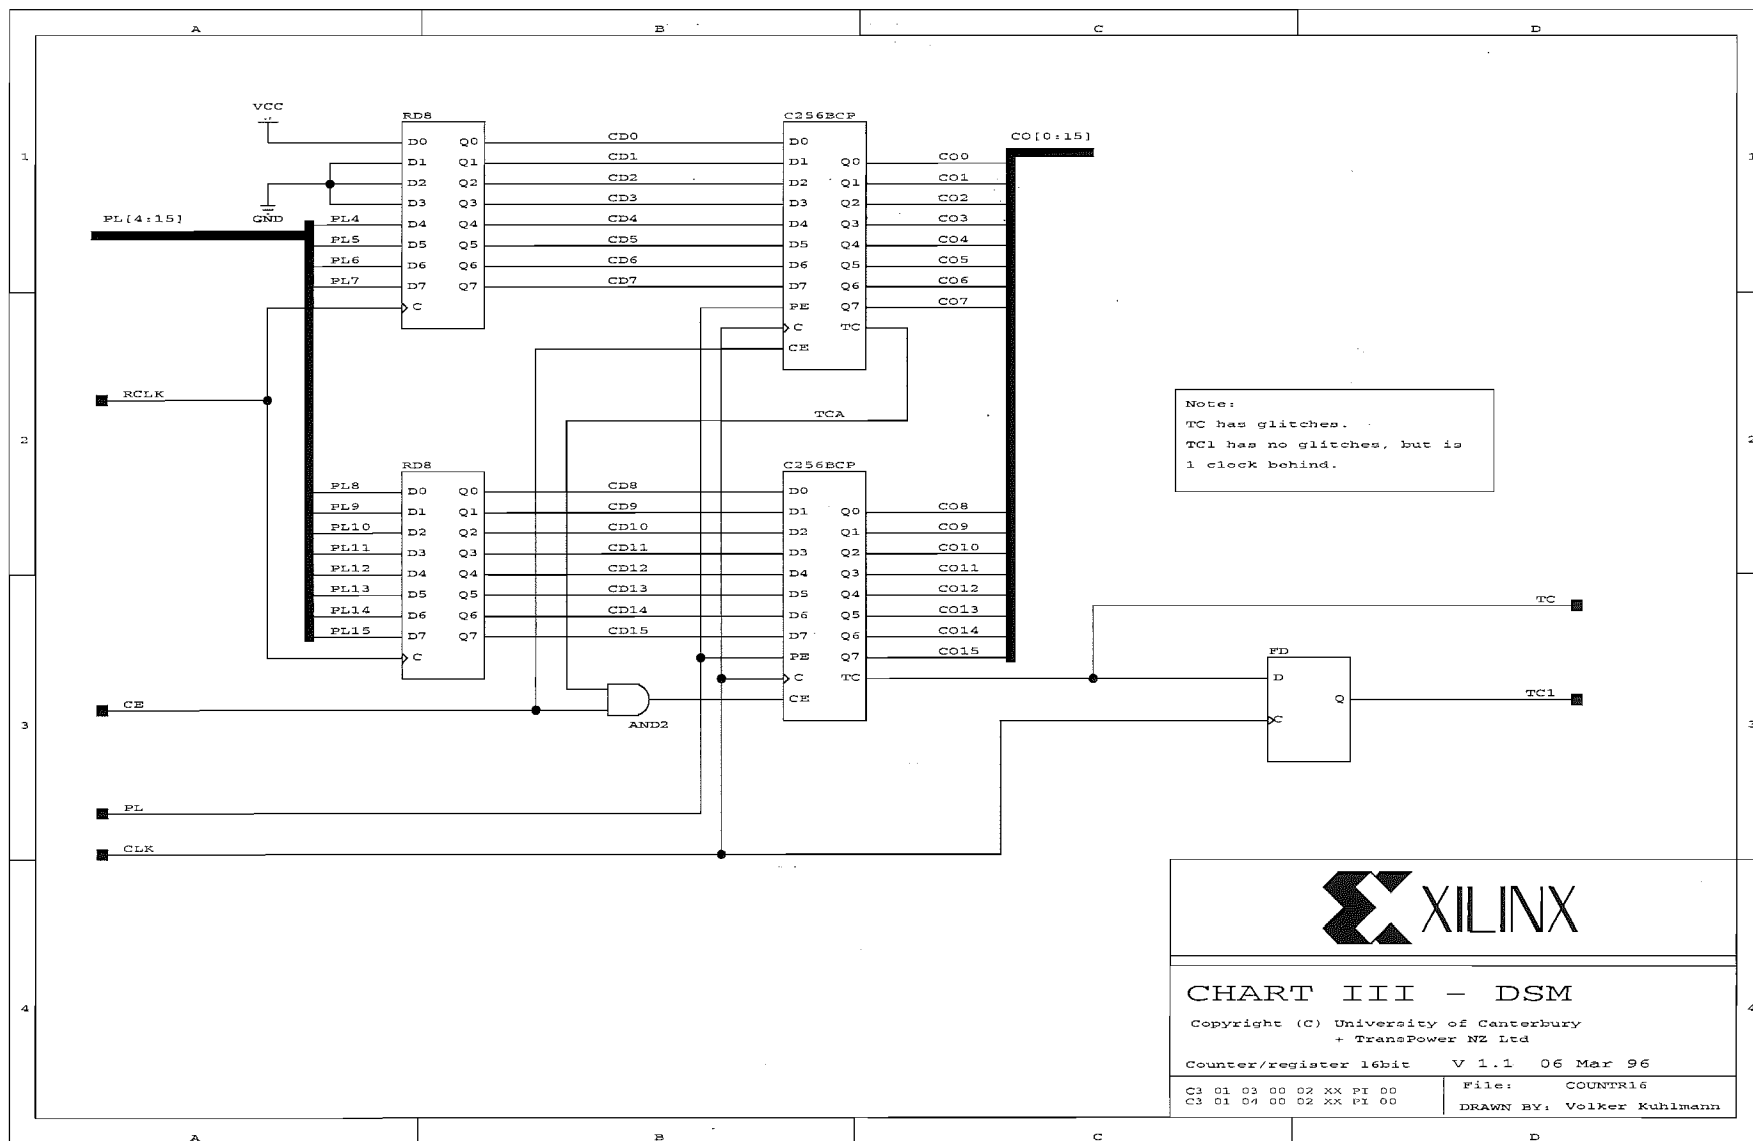 A B C D
VCC
RD8
C256BCP
CO[0:15]
1 1
D0 Q0 CD0 D0
D1 Q1 CD1 D1 Q0 CO0
D2 Q2 CD2 D2 Q1 CO1
D3 Q3 CD3 D3 Q2 CO2
GND
PL[4:15]
PL4 D4 Q4 CD4 D4 Q3 CO3
PL5 D5 Q5 CD5 D5 Q4 CO4
PL6 D6 Q6 CD6 D6 Q5 CO5
PL7 D7 Q7 CD7 D7 Q6 CO6
C PE Q7 CO7
C TC
CE
RCLK
TCA
2 2
Note:
TC has glitches.
TC1 has no glitches, but is
1 clock behind.
RD8
C256BCP
PL8 D0 Q0 CD8 D0
PL9 D1 Q1 CD9 D1 Q0 CO8
PL10 D2 Q2 CD10 D2 Q1 CO9
PL11 D3 Q3 CD11 D3 Q2 CO10
PL12 D4 Q4 CD12 D4 Q3 CO11
PL13 D5 Q5 CD13 D5 Q4 CO12
PL14 D6 Q6 CD14 D6 Q5 CO13
PL15 D7 Q7 CD15 D7 Q6 CO14
C PE Q7 CO15
C TC
CE
TC
FD
D
Q TC1
C
CE
AND2
3 3
PL
CLK
XILINX
4 4
CHART III - DSM
Copyright (C) University of Canterbury
+ TransPower NZ Ltd
Counter/register 16bit V 1.1 06 Mar 96
C3 01 03 00 02 XX PI 00
C3 01 04 00 02 XX PI 00
File: COUNTR16
DRAWN BY: Volker Kuhlmann
A B C D